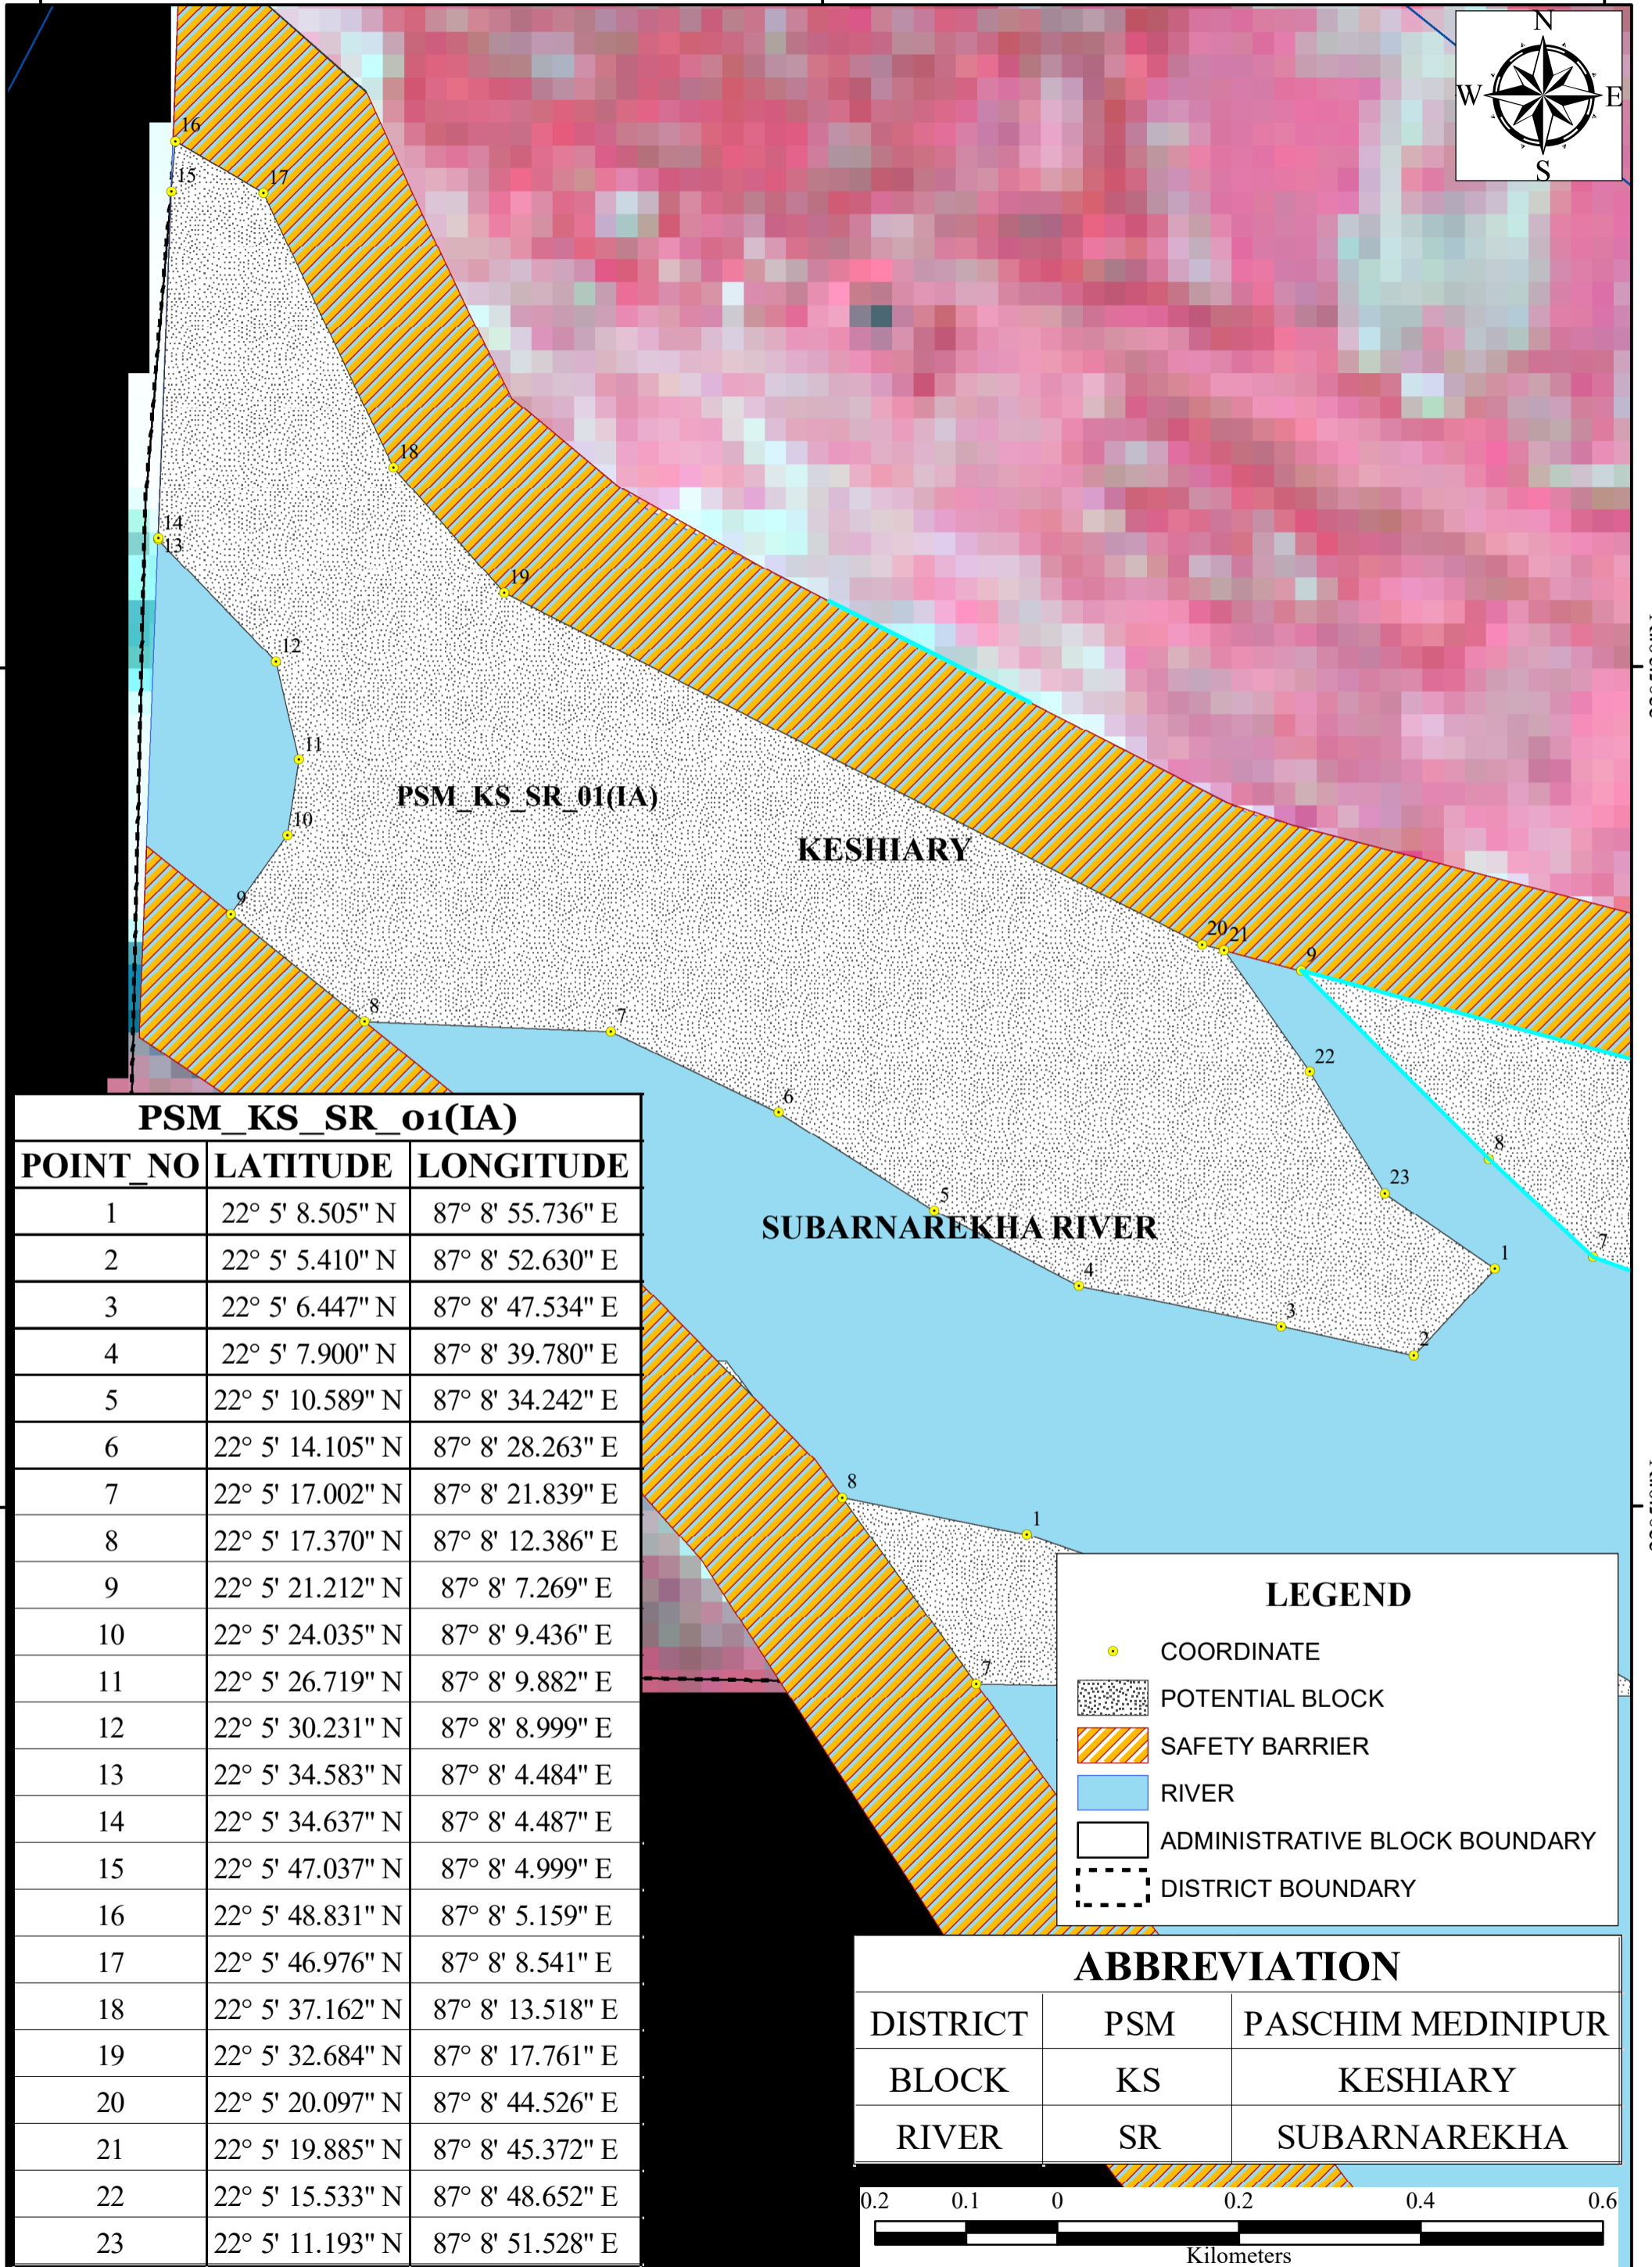 N
W E
S
16
15
17
18
14
13
19
12
11
PSM_KS_SR_01(IA)
10
KESHIARY
9
20
21
9
8
7
22
6
8
23
5
SUBARNAREKHA RIVER
7
1
4
3
2
8
1
7
PSM_KS_SR_01(IA)
POINT_NO LATITUDE LONGITUDE
1 22° 5' 8.505" N 87° 8' 55.736" E
2 22° 5' 5.410" N 87° 8' 52.630" E
3 22° 5' 6.447" N 87° 8' 47.534" E
4 22° 5' 7.900" N 87° 8' 39.780" E
5 22° 5' 10.589" N 87° 8' 34.242" E
6 22° 5' 14.105" N 87° 8' 28.263" E
7 22° 5' 17.002" N 87° 8' 21.839" E
8 22° 5' 17.370" N 87° 8' 12.386" E
9 22° 5' 21.212" N 87° 8' 7.269" E
10 22° 5' 24.035" N 87° 8' 9.436" E
11 22° 5' 26.719" N 87° 8' 9.882" E
12 22° 5' 30.231" N 87° 8' 8.999" E
13 22° 5' 34.583" N 87° 8' 4.484" E
14 22° 5' 34.637" N 87° 8' 4.487" E
15 22° 5' 47.037" N 87° 8' 4.999" E
16 22° 5' 48.831" N 87° 8' 5.159" E
17 22° 5' 46.976" N 87° 8' 8.541" E
18 22° 5' 37.162" N 87° 8' 13.518" E
19 22° 5' 32.684" N 87° 8' 17.761" E
20 22° 5' 20.097" N 87° 8' 44.526" E
21 22° 5' 19.885" N 87° 8' 45.372" E
22 22° 5' 15.533" N 87° 8' 48.652" E
23 22° 5' 11.193" N 87° 8' 51.528" E
LEGEND
COORDINATE
POTENTIAL BLOCK
SAFETY BARRIER
RIVER
ADMINISTRATIVE BLOCK BOUNDARY
DISTRICT BOUNDARY
ABBREVIATION
DISTRICT PSM PASCHIM MEDINIPUR
BLOCK KS KESHIARY
RIVER SR SUBARNAREKHA
0.2 0.1 0 0.2 0.4 0.6
Kilometers